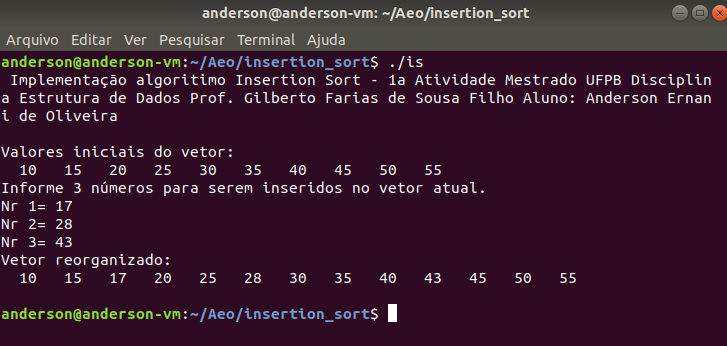 anderson@anderson-vm: ~/Aeo/insertion_sort
Arquivo Editar Ver Pesquisar Terminal Ajuda
anderson@anderson-vm:~/Aeo/insertion_sort$ ./is
Implementação algoritimo Insertion Sort - 1a Atividade Mestrado UFPB Disciplin
a Estrutura de Dados Prof. Gilberto Farias de Sousa Filho Aluno: Anderson Ernan
i de Oliveira
Valores iniciais do vetor:
10 15 20 25 30 35 40 45 50 55
Informe 3 números para serem inseridos no vetor atual.
Nr 1= 17
Nr 2= 28
Nr 3= 43
Vetor reorganizado:
10 15 17 20 25 28 30 35 40 43 45 50 55
anderson@anderson-vm:~/Aeo/insertion_sort$